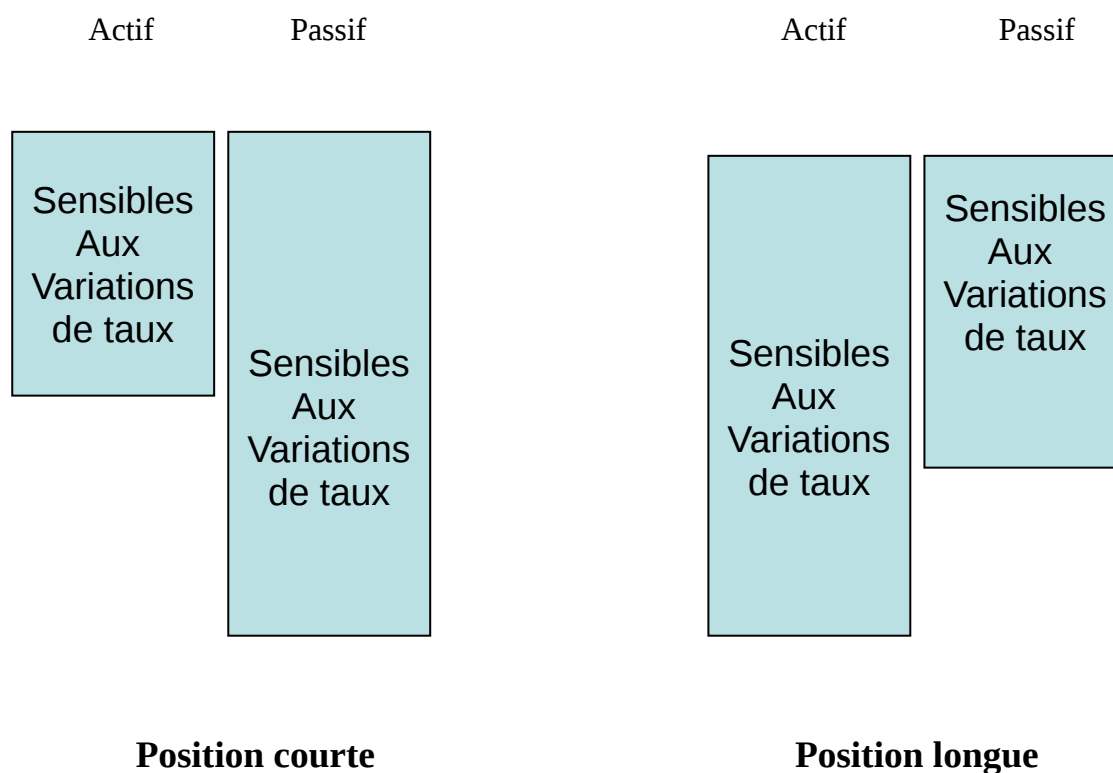 Actif
Passif
Sensibles
Aux
Variations
de taux
Sensibles
Aux
Variations
de taux
Position courte
Actif
Passif
Sensibles
Aux
Variations
de taux
Sensibles
Aux
Variations
de taux
Position longue